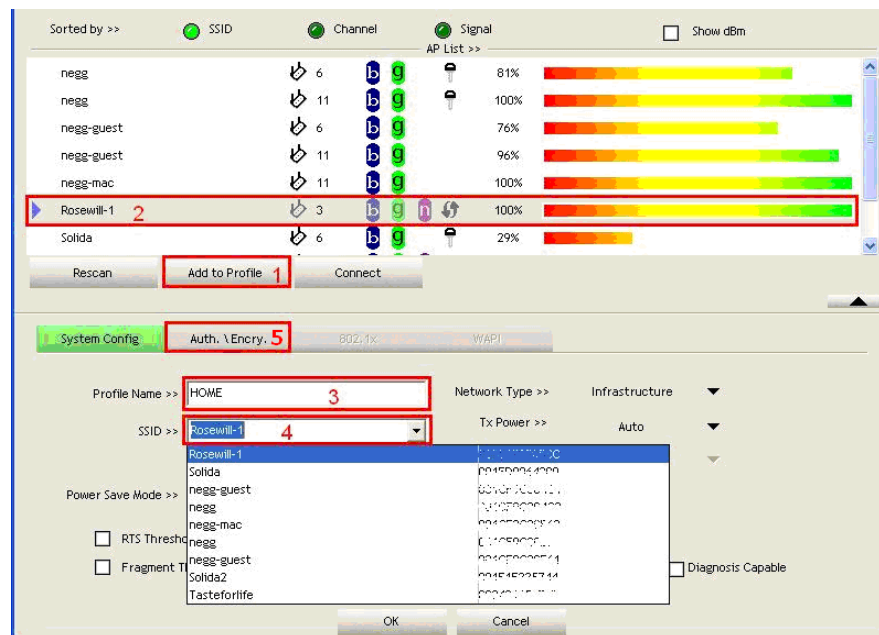 Sorted by >> SSID Channel Signal Show dBm
AP List >>
negg 6 b g 81%
negg 11 b g 100%
negg-guest 6 b g 76%
negg-guest 11 b g 96%
negg-mac 11 b g 100%
Rosewill-1 2 3 b g n 100%
Solida 6 b g 29%
Rescan Add to Profile 1 Connect
System Config Auth. \ Encry. 5 802.1x WAPI
Profile Name >> HOME 3 Network Type >> Infrastructure
SSID >> Rosewill-1 4 Tx Power >> Auto
Rosewill-1
Solida
negg-guest
Power Save Mode >> negg
negg-mac
RTS Thresho negg
negg-guest
Fragment Th Solida2 Diagnosis Capable
Tasteforlife
OK Cancel